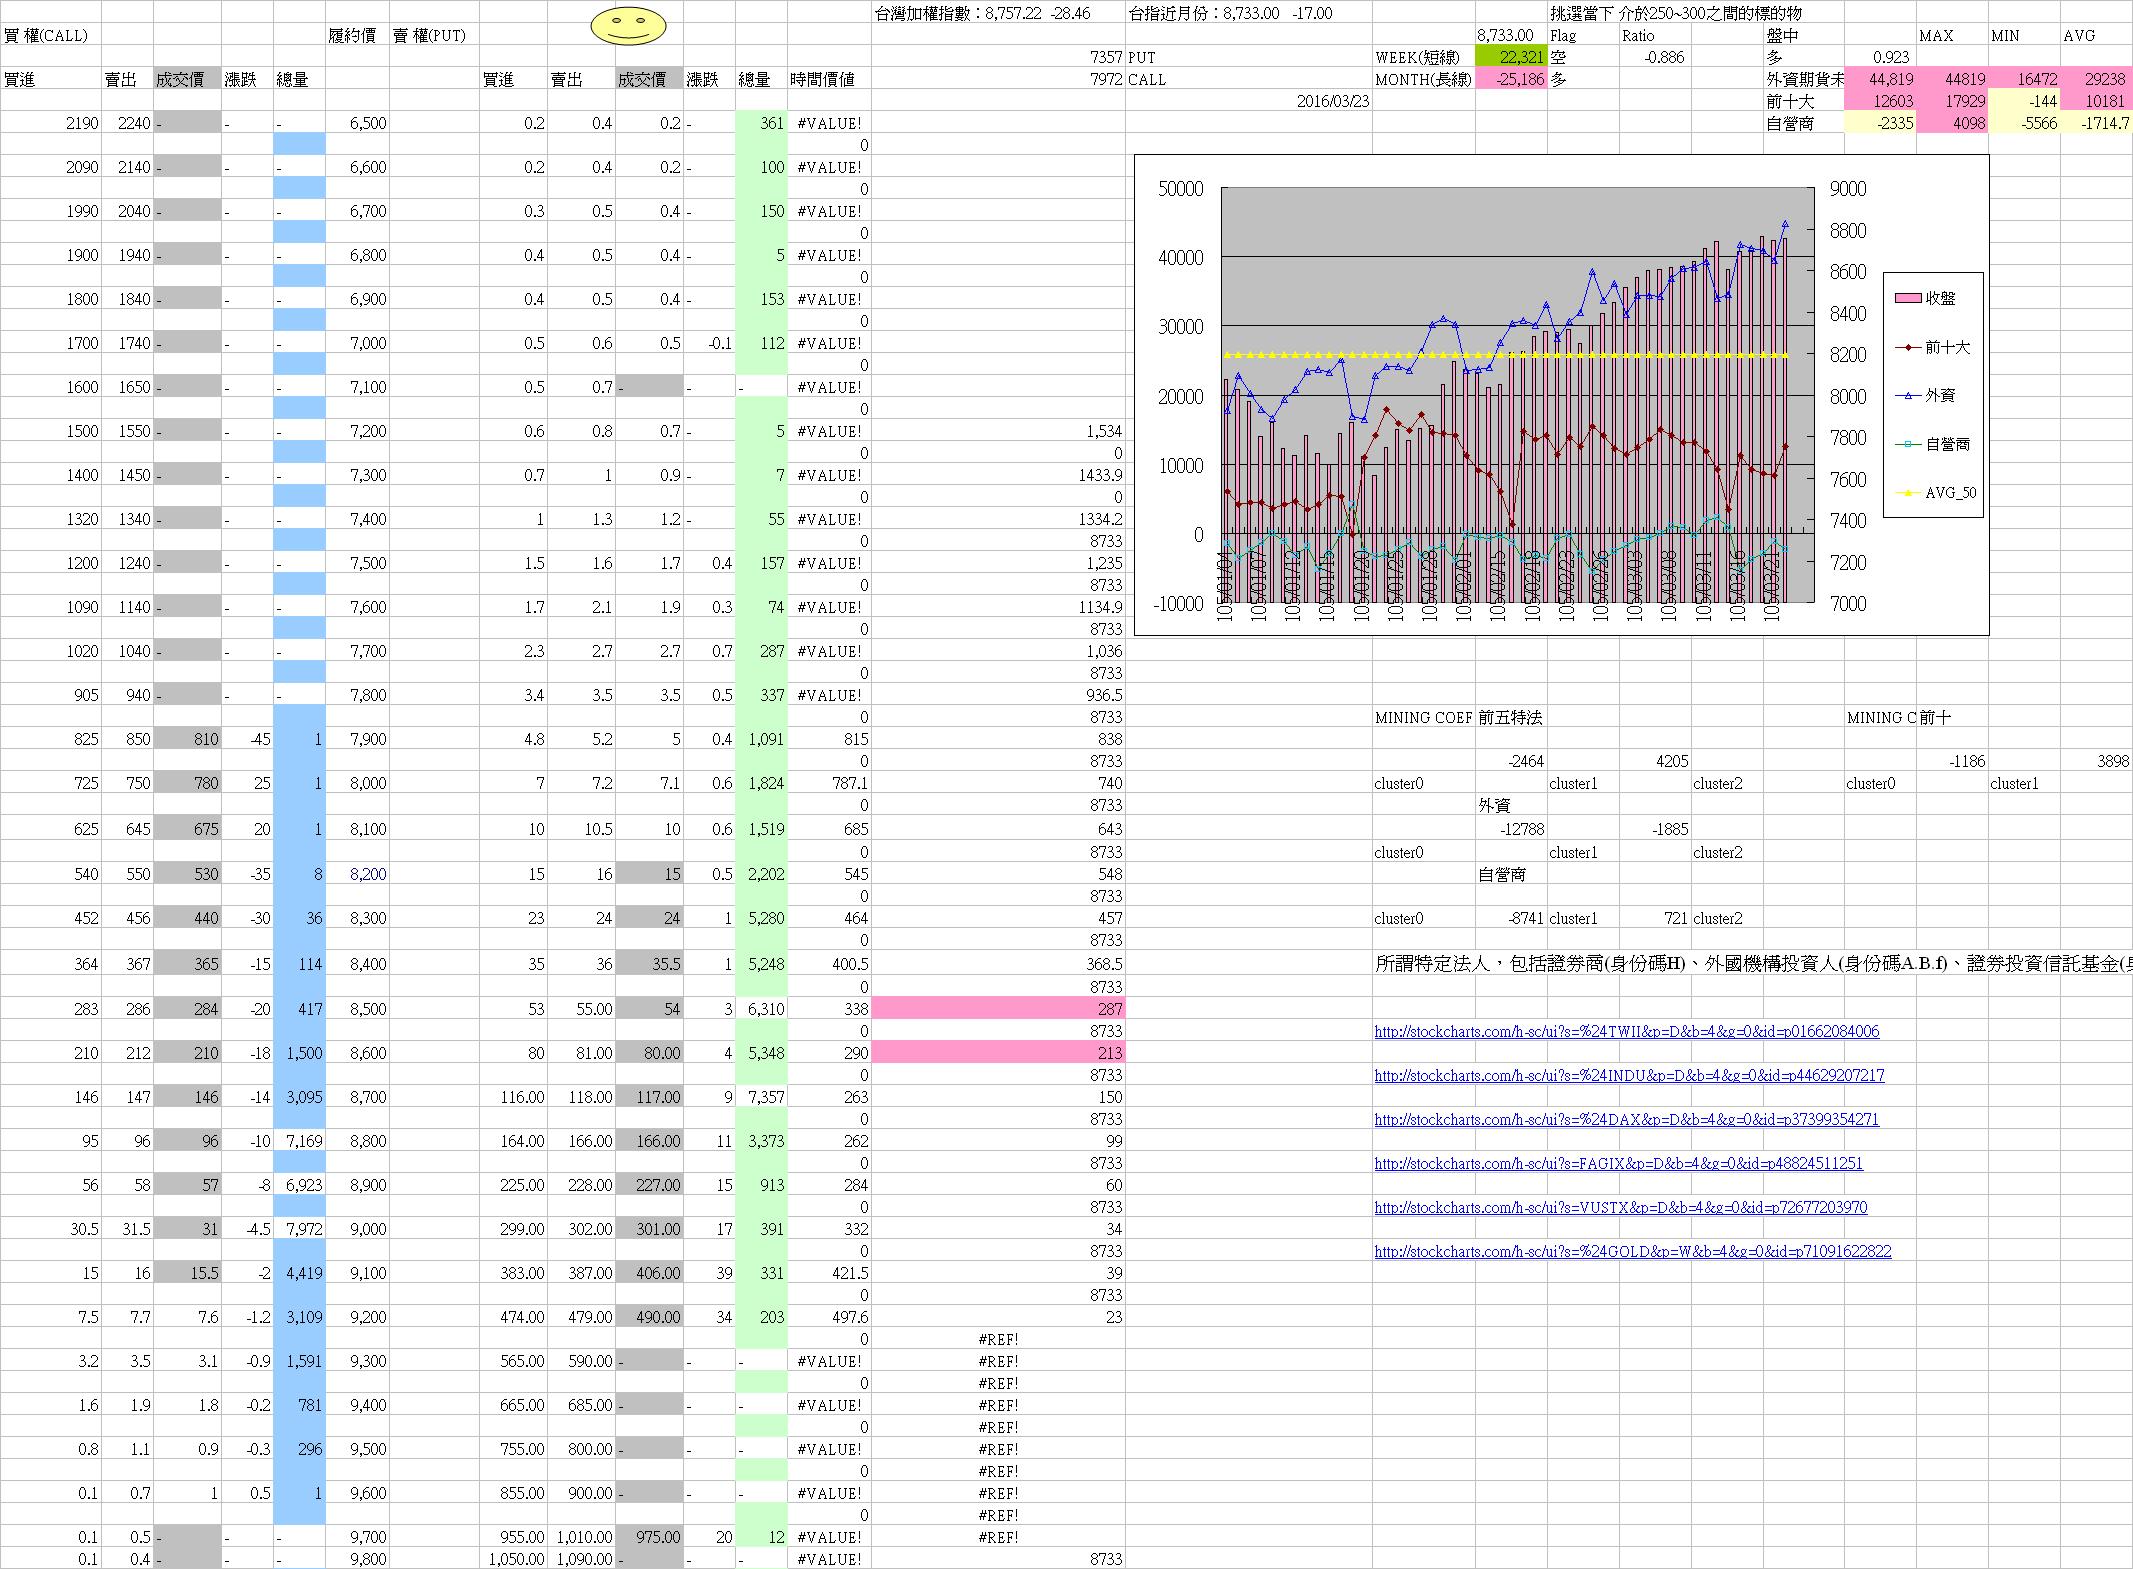 台灣加權指數：8,757.22 -28.46 台指近月份：8,733.00 -17.00 挑選當下 介於250~300之間的標的物
買 權(CALL) 履約價 賣 權(PUT) 8,733.00 Flag Ratio 盤中 MAX MIN AVG
7357 PUT WEEK(短線) 22,321 空 -0.886 多 0.923
買進 賣出 成交價 漲跌 總量 買進 賣出 成交價 漲跌 總量 時間價值 7972 CALL MONTH(長線) -25,186 多 外資期貨未 44,819 44819 16472 29238
2016/03/23 前十大 12603 17929 -144 10181
2190 2240 - - - 6,500 0.2 0.4 0.2 - 361 #VALUE! 自營商 -2335 4098 -5566 -1714.7
0
2090 2140 - - - 6,600 0.2 0.4 0.2 - 100 #VALUE!
0
1990 2040 - - - 6,700 0.3 0.5 0.4 - 150 #VALUE!
0
1900 1940 - - - 6,800 0.4 0.5 0.4 - 5 #VALUE!
0
1800 1840 - - - 6,900 0.4 0.5 0.4 - 153 #VALUE!
0
1700 1740 - - - 7,000 0.5 0.6 0.5 -0.1 112 #VALUE!
0
1600 1650 - - - 7,100 0.5 0.7 - - - #VALUE!
0
1500 1550 - - - 7,200 0.6 0.8 0.7 - 5 #VALUE! 1,534
0 0
1400 1450 - - - 7,300 0.7 1 0.9 - 7 #VALUE! 1433.9
0 0
1320 1340 - - - 7,400 1 1.3 1.2 - 55 #VALUE! 1334.2
0 8733
1200 1240 - - - 7,500 1.5 1.6 1.7 0.4 157 #VALUE! 1,235
0 8733
1090 1140 - - - 7,600 1.7 2.1 1.9 0.3 74 #VALUE! 1134.9
0 8733
1020 1040 - - - 7,700 2.3 2.7 2.7 0.7 287 #VALUE! 1,036
0 8733
905 940 - - - 7,800 3.4 3.5 3.5 0.5 337 #VALUE! 936.5
0 8733 MINING COEF 前五特法 MINING C 前十
825 850 810 -45 1 7,900 4.8 5.2 5 0.4 1,091 815 838
0 8733 -2464 4205 -1186 3898
725 750 780 25 1 8,000 7 7.2 7.1 0.6 1,824 787.1 740 cluster0 cluster1 cluster2 cluster0 cluster1
0 8733 外資
625 645 675 20 1 8,100 10 10.5 10 0.6 1,519 685 643 -12788 -1885
0 8733 cluster0 cluster1 cluster2
540 550 530 -35 8 8,200 15 16 15 0.5 2,202 545 548 自營商
0 8733
452 456 440 -30 36 8,300 23 24 24 1 5,280 464 457 cluster0 -8741 cluster1 721 cluster2
0 8733
364 367 365 -15 114 8,400 35 36 35.5 1 5,248 400.5 368.5 所謂特定法人，包括證券商(身份碼H)、外國機構投資人(身份碼A.B.f)、證券投資信託基金(
0 8733
283 286 284 -20 417 8,500 53 55.00 54 3 6,310 338 287
0 8733 http://stockcharts.com/h-sc/ui?s=%24TWII&p=D&b=4&g=0&id=p01662084006
210 212 210 -18 1,500 8,600 80 81.00 80.00 4 5,348 290 213
0 8733 http://stockcharts.com/h-sc/ui?s=%24INDU&p=D&b=4&g=0&id=p44629207217
146 147 146 -14 3,095 8,700 116.00 118.00 117.00 9 7,357 263 150
0 8733 http://stockcharts.com/h-sc/ui?s=%24DAX&p=D&b=4&g=0&id=p37399354271
95 96 96 -10 7,169 8,800 164.00 166.00 166.00 11 3,373 262 99
0 8733 http://stockcharts.com/h-sc/ui?s=FAGIX&p=D&b=4&g=0&id=p48824511251
56 58 57 -8 6,923 8,900 225.00 228.00 227.00 15 913 284 60
0 8733 http://stockcharts.com/h-sc/ui?s=VUSTX&p=D&b=4&g=0&id=p72677203970
30.5 31.5 31 -4.5 7,972 9,000 299.00 302.00 301.00 17 391 332 34
0 8733 http://stockcharts.com/h-sc/ui?s=%24GOLD&p=W&b=4&g=0&id=p71091622822
15 16 15.5 -2 4,419 9,100 383.00 387.00 406.00 39 331 421.5 39
0 8733
7.5 7.7 7.6 -1.2 3,109 9,200 474.00 479.00 490.00 34 203 497.6 23
0 #REF!
3.2 3.5 3.1 -0.9 1,591 9,300 565.00 590.00 - - - #VALUE! #REF!
0 #REF!
1.6 1.9 1.8 -0.2 781 9,400 665.00 685.00 - - - #VALUE! #REF!
0 #REF!
0.8 1.1 0.9 -0.3 296 9,500 755.00 800.00 - - - #VALUE! #REF!
0 #REF!
0.1 0.7 1 0.5 1 9,600 855.00 900.00 - - - #VALUE! #REF!
0 #REF!
0.1 0.5 - - - 9,700 955.00 1,010.00 975.00 20 12 #VALUE! #REF!
0.1 0.4 - - - 9,800 1,050.00 1,090.00 - - - #VALUE! 8733
50000 9000
8800
40000 8600
30000 8400
8200
20000 8000
7800
10000 7600
7400
0 7200
-10000 7000
105/01/04 105/01/07 105/01/12 105/01/15 105/01/20 105/01/25 105/01/28 105/02/01 105/02/15 105/02/18 105/02/23 105/02/26 105/03/03 105/03/08 105/03/11 105/03/16 105/03/21
收盤
前十大
外資
自營商
AVG_50